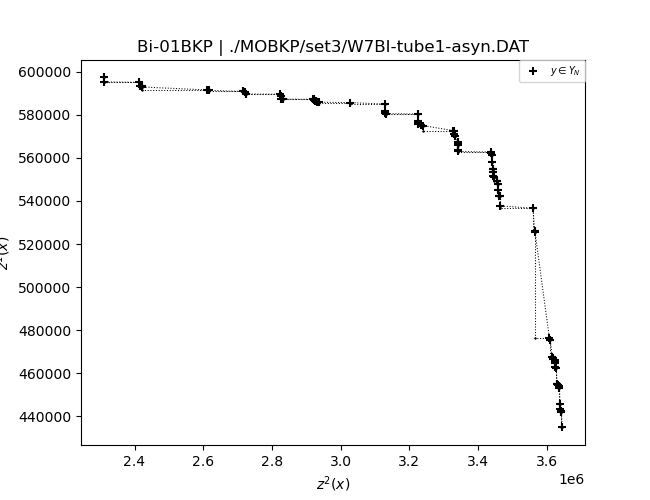 Bi-01BKP | ./MOBKP/set3/W7BI-tube1-asyn.DAT
y ∈ Y_N
600000
580000
560000
540000
520000
500000
480000
460000
440000
2.4 2.6 2.8 3.0 3.2 3.4 3.6
1e6
z²(x)